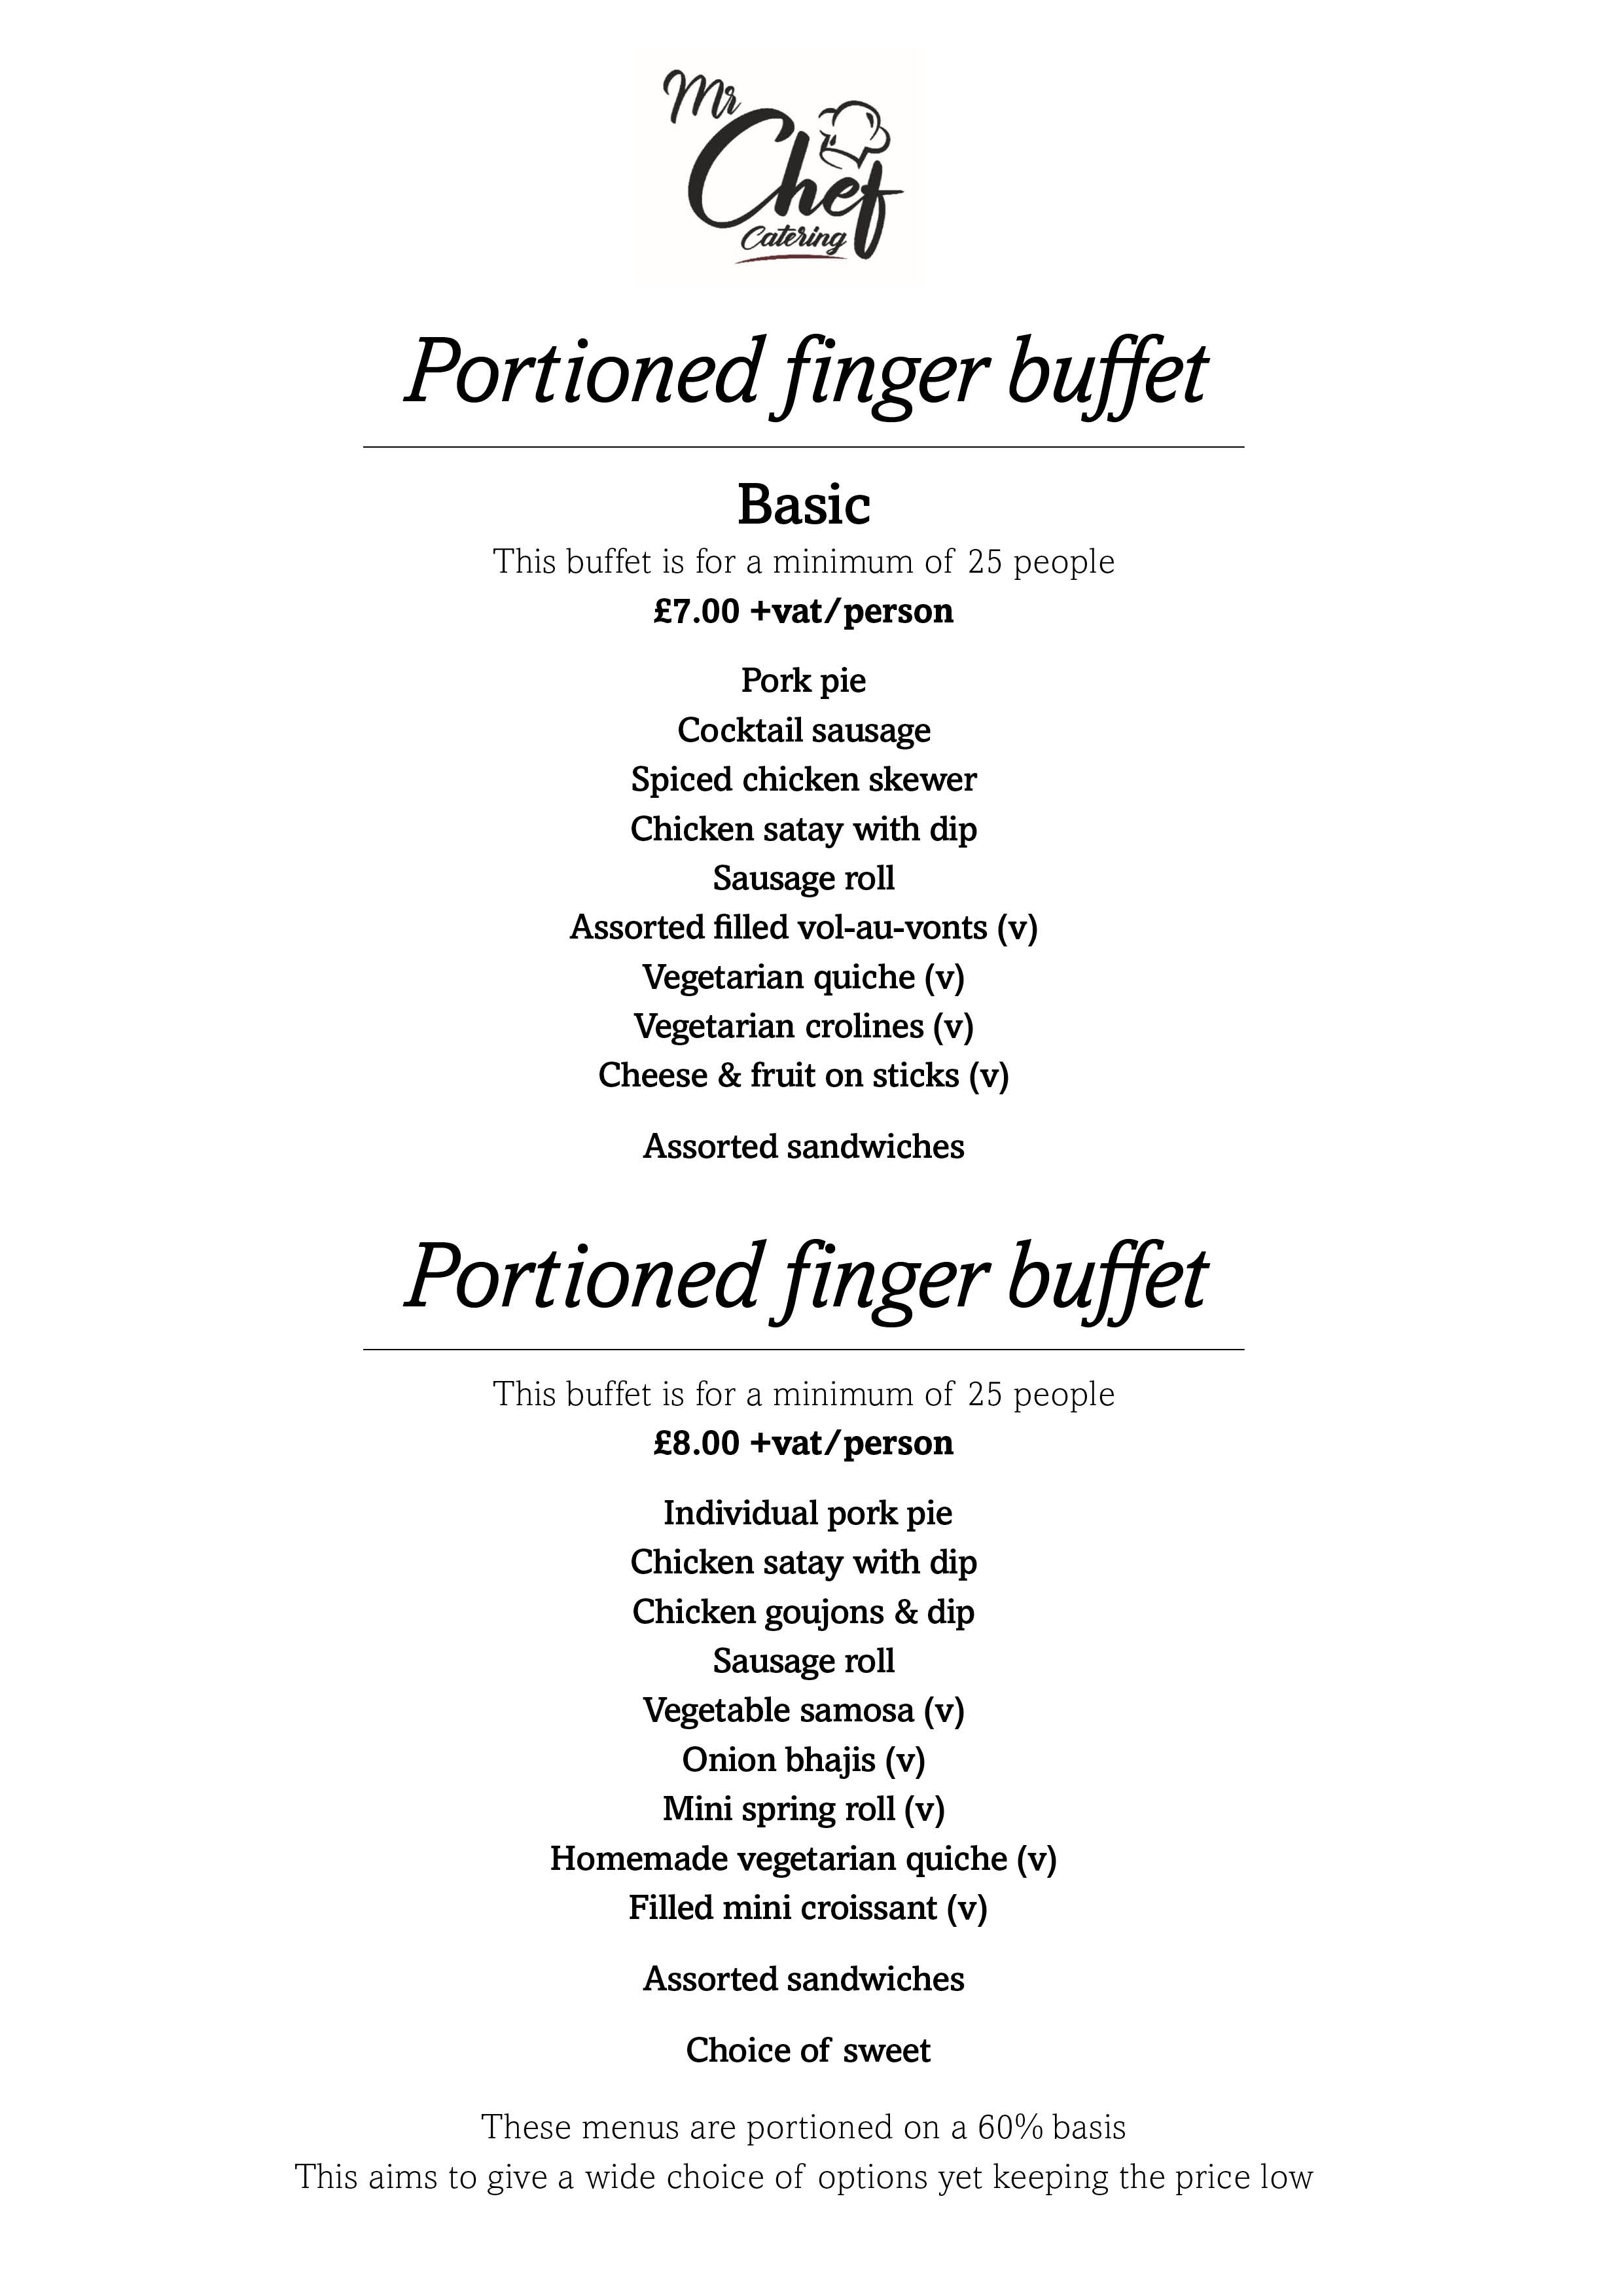 Mr
Chef
Catering
Portioned finger buffet
Basic
This buffet is for a minimum of 25 people
£7.00 +vat/person
Pork pie
Cocktail sausage
Spiced chicken skewer
Chicken satay with dip
Sausage roll
Assorted filled vol-au-vonts (v)
Vegetarian quiche (v)
Vegetarian crolines (v)
Cheese & fruit on sticks (v)
Assorted sandwiches
Portioned finger buffet
This buffet is for a minimum of 25 people
£8.00 +vat/person
Individual pork pie
Chicken satay with dip
Chicken goujons & dip
Sausage roll
Vegetable samosa (v)
Onion bhajis (v)
Mini spring roll (v)
Homemade vegetarian quiche (v)
Filled mini croissant (v)
Assorted sandwiches
Choice of sweet
These menus are portioned on a 60% basis
This aims to give a wide choice of options yet keeping the price low